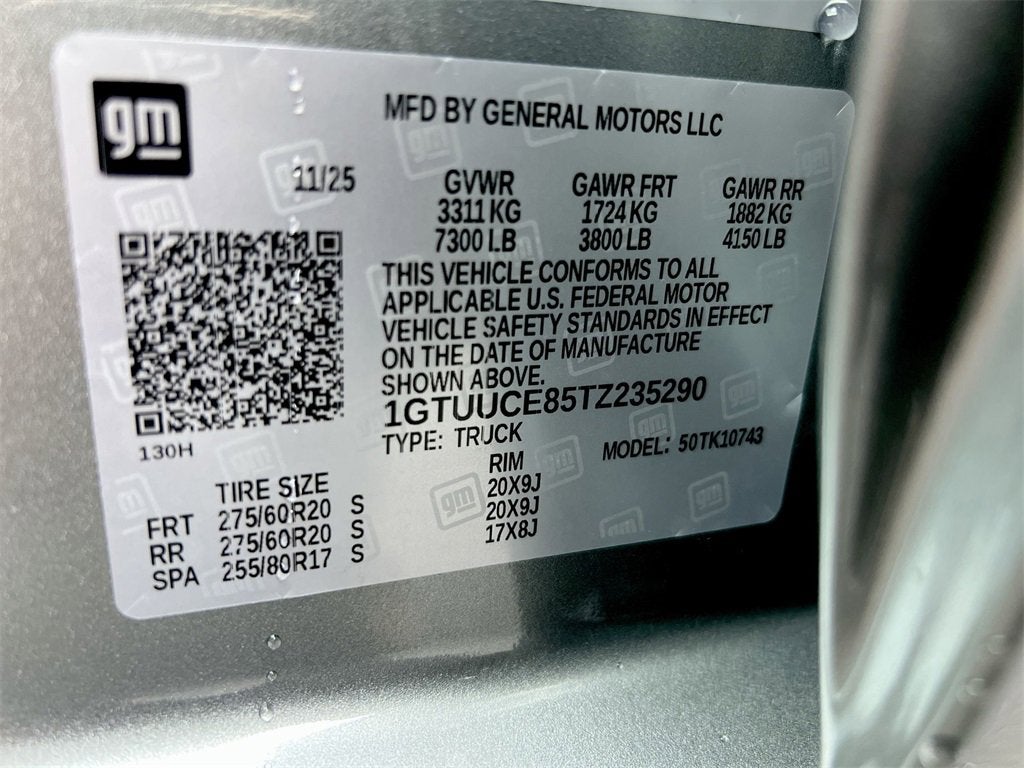 gm
MFD BY GENERAL MOTORS LLC
11/25
GVWR GAWR FRT GAWR RR
3311 KG 1724 KG 1882 KG
7300 LB 3800 LB 4150 LB
THIS VEHICLE CONFORMS TO ALL
APPLICABLE U.S. FEDERAL MOTOR
VEHICLE SAFETY STANDARDS IN EFFECT
ON THE DATE OF MANUFACTURE
SHOWN ABOVE.
1GTUUCE85TZ235290
TYPE: TRUCK MODEL: 50TK10743
130H
TIRE SIZE RIM
FRT 275/60R20 S 20X9J
RR 275/60R20 S 20X9J
SPA 255/80R17 S 17X8J